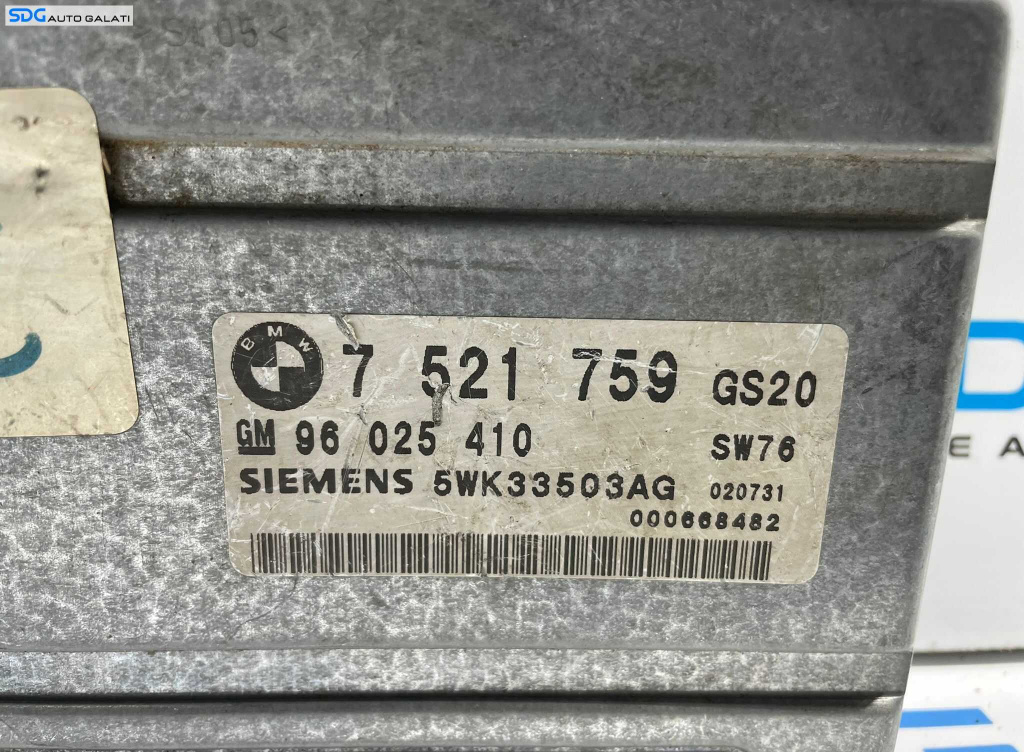 SDG AUTO GALATI
BMW 7 521 759 GS20
GM 96 025 410 SW76
SIEMENS 5WK33503AG 020731
000668482
D
E A